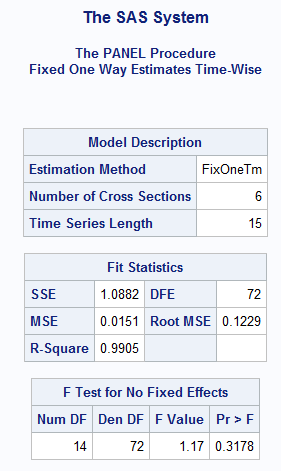 The SAS System
The PANEL Procedure
Fixed One Way Estimates Time-Wise
Model Description
Estimation Method FixOneTm
Number of Cross Sections 6
Time Series Length 15
Fit Statistics
SSE 1.0882 DFE 72
MSE 0.0151 Root MSE 0.1229
R-Square 0.9905
F Test for No Fixed Effects
Num DF Den DF F Value Pr > F
14 72 1.17 0.3178